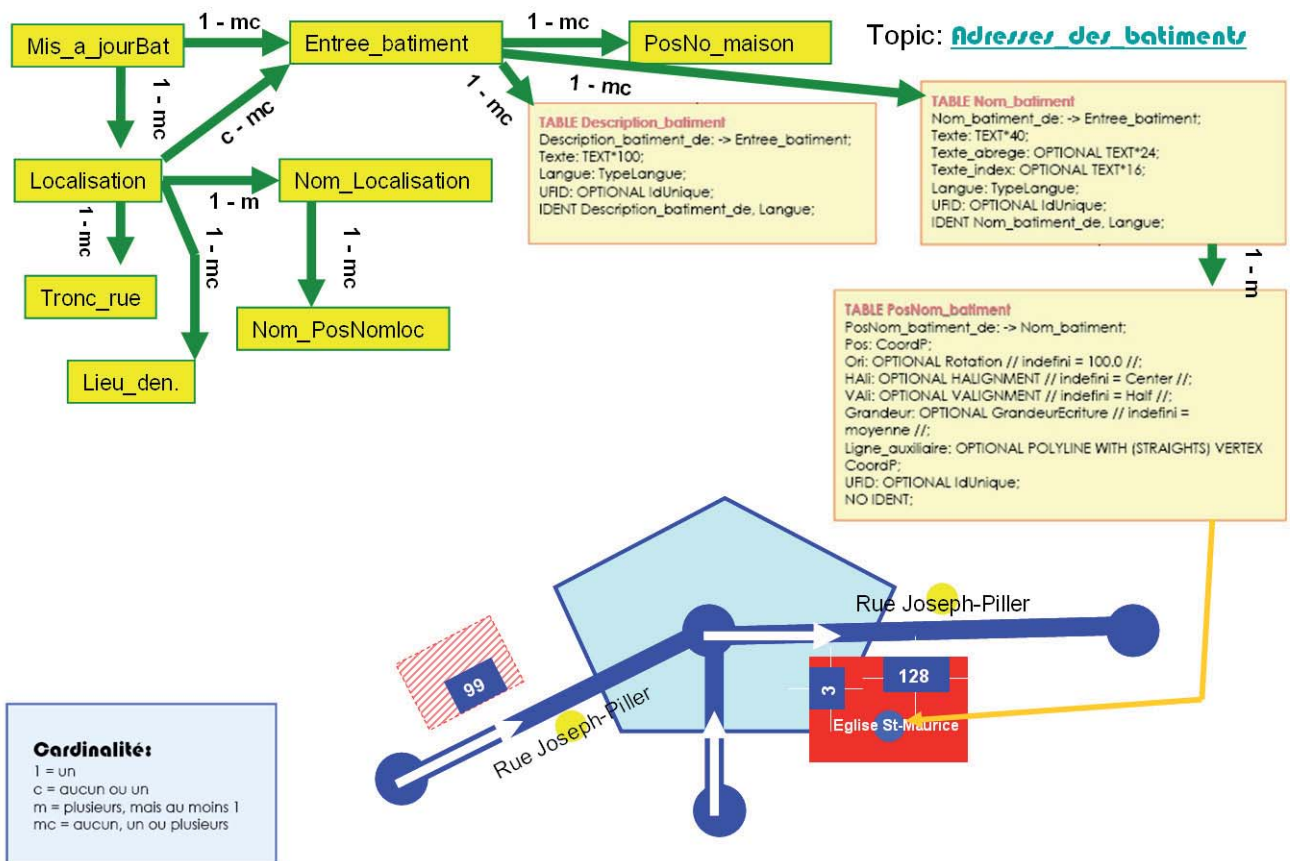 Topic: Adresses_des_batiments
Mis_a_jourBat
1 - mc
Entree_batiment
1 - mc
PosNo_maison
1 - mc
c - mc
1 - mc
1 - mc
Localisation
1 - m
Nom_Localisation
1 - mc
1 - mc
1 - mc
Tronc_rue
Nom_PosNomloc
Lieu_den.
TABLE Description_batiment
Description_batiment_de: -> Entree_batiment;
Texte: TEXT*100;
Langue: TypeLangue;
UFID: OPTIONAL IdUnique;
IDENT Description_batiment_de, Langue;
TABLE Nom_batiment
Nom_batiment_de: -> Entree_batiment;
Texte: TEXT*40;
Texte_abrege: OPTIONAL TEXT*24;
Texte_index: OPTIONAL TEXT*16;
Langue: TypeLangue;
UFID: OPTIONAL IdUnique;
IDENT Nom_batiment_de, Langue;
1 - m
TABLE PosNom_batiment
PosNom_batiment_de: -> Nom_batiment;
Pos: CoordP;
Ori: OPTIONAL Rotation // indefini = 100.0 //;
HAli: OPTIONAL HALIGNMENT // indefini = Center //;
VAli: OPTIONAL VALIGNMENT // indefini = Half //;
Grandeur: OPTIONAL GrandeurEcriture // indefini =
moyenne //;
Ligne_auxiliaire: OPTIONAL POLYLINE WITH (STRAIGHTS) VERTEX
CoordP;
UFID: OPTIONAL IdUnique;
NO IDENT;
Rue Joseph-Piller
99
Rue Joseph-Piller
3
128
Eglise St-Maurice
Cardinalité:
1 = un
c = aucun ou un
m = plusieurs, mais au moins 1
mc = aucun, un ou plusieurs